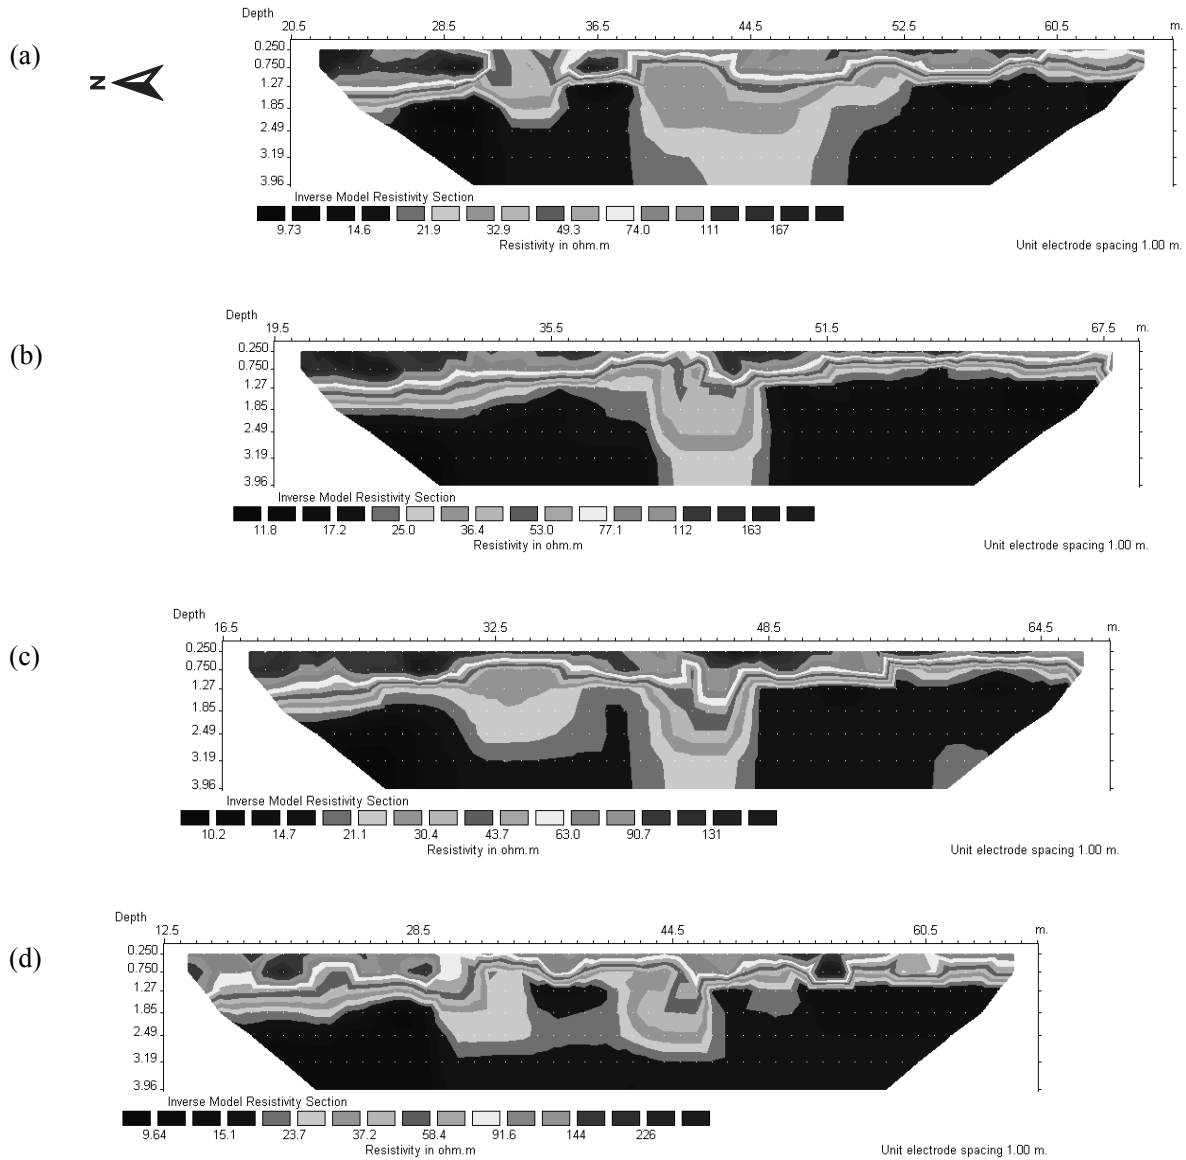 (a)
N
Depth
20.5 28.5 36.5 44.5 52.5 60.5 m.
0.250
0.750
1.27
1.85
2.49
3.19
3.96
Inverse Model Resistivity Section
9.73 14.6 21.9 32.9 49.3 74.0 111 167
Resistivity in ohm.m
Unit electrode spacing 1.00 m.
(b)
Depth
19.5 35.5 51.5 67.5 m.
0.250
0.750
1.27
1.85
2.49
3.19
3.96
Inverse Model Resistivity Section
11.8 17.2 25.0 36.4 53.0 77.1 112 163
Resistivity in ohm.m
Unit electrode spacing 1.00 m.
(c)
Depth
16.5 32.5 48.5 64.5 m.
0.250
0.750
1.27
1.85
2.49
3.19
3.96
Inverse Model Resistivity Section
10.2 14.7 21.1 30.4 43.7 63.0 90.7 131
Resistivity in ohm.m
Unit electrode spacing 1.00 m.
(d)
Depth
12.5 28.5 44.5 60.5 m.
0.250
0.750
1.27
1.85
2.49
3.19
3.96
Inverse Model Resistivity Section
9.64 15.1 23.7 37.2 58.4 91.6 144 226
Resistivity in ohm.m
Unit electrode spacing 1.00 m.